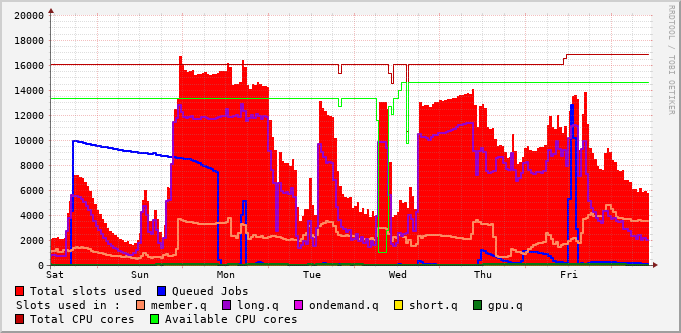 20000
18000
16000
14000
12000
10000
8000
6000
4000
2000
0
Sat Sun Mon Tue Wed Thu Fri
RRDTOOL / TOBI OETIKER
Total slots used Queued Jobs
Slots used in : member.q long.q ondemand.q short.q gpu.q
Total CPU cores Available CPU cores